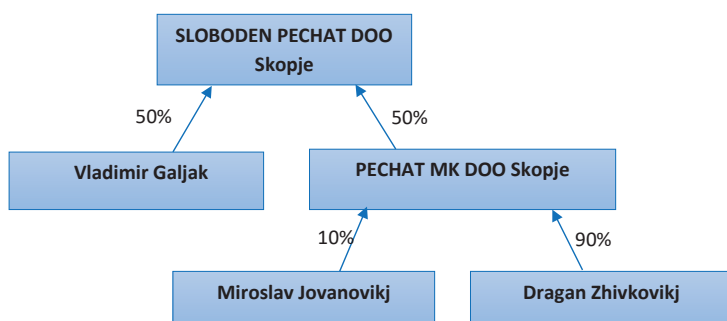 SLOBODEN PECHAT DOO
Skopje
50%
50%
Vladimir Galjak
PECHAT MK DOO Skopje
10%
90%
Miroslav Jovanovikj
Dragan Zhivkovikj